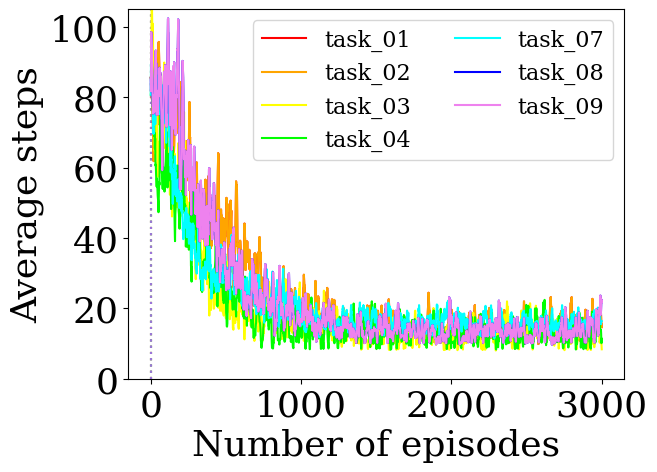 Average steps
100
80
60
40
20
0
task_01
task_02
task_03
task_04
task_07
task_08
task_09
0 1000 2000 3000
Number of episodes